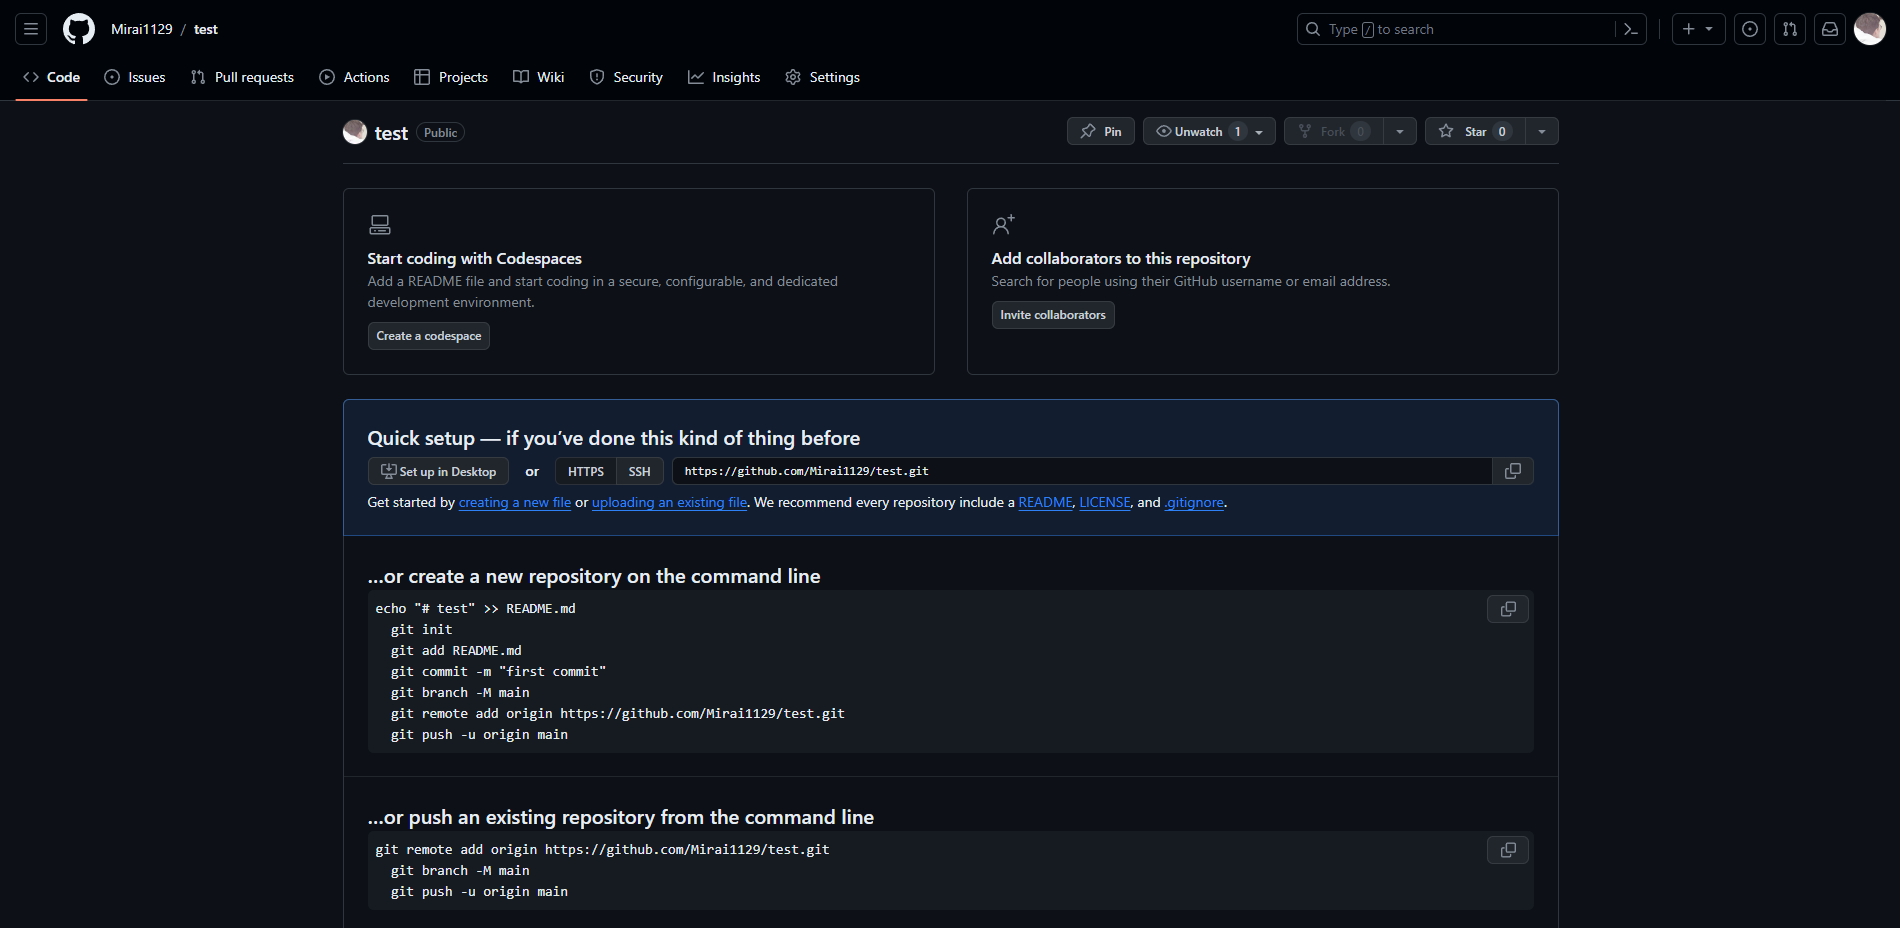 Mirai1129 / test
Type / to search
Code Issues Pull requests Actions Projects Wiki Security Insights Settings
test Public
Pin Unwatch 1 Fork 0 Star 0
Start coding with Codespaces
Add a README file and start coding in a secure, configurable, and dedicated
development environment.
Create a codespace
Add collaborators to this repository
Search for people using their GitHub username or email address.
Invite collaborators
Quick setup — if you’ve done this kind of thing before
Set up in Desktop or HTTPS SSH https://github.com/Mirai1129/test.git
Get started by creating a new file or uploading an existing file. We recommend every repository include a README, LICENSE, and .gitignore.
…or create a new repository on the command line
echo "# test" >> README.md
git init
git add README.md
git commit -m "first commit"
git branch -M main
git remote add origin https://github.com/Mirai1129/test.git
git push -u origin main
…or push an existing repository from the command line
git remote add origin https://github.com/Mirai1129/test.git
git branch -M main
git push -u origin main